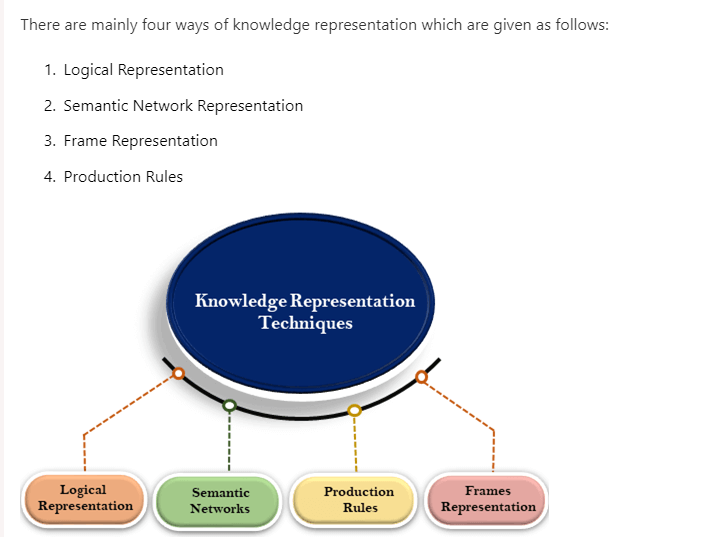 There are mainly four ways of knowledge representation which are given as follows:
1. Logical Representation
2. Semantic Network Representation
3. Frame Representation
4. Production Rules
Knowledge Representation
Techniques
Logical
Representation
Semantic
Networks
Production
Rules
Frames
Representation